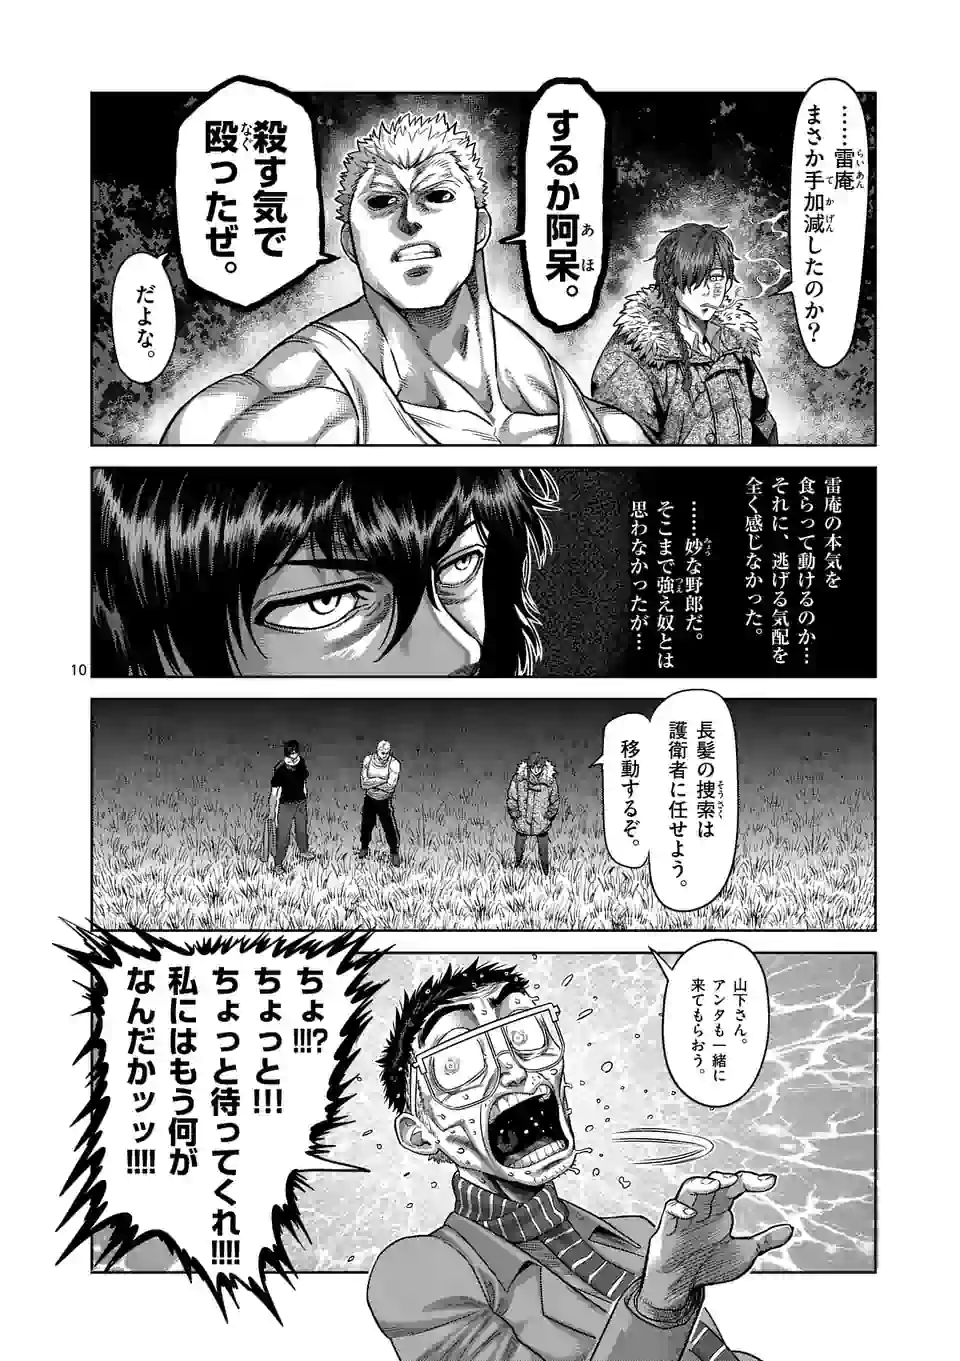 ……雷庵
まさか手加減したのか？
するか阿呆。
殺す気で
殴ったぜ。
だよな。
雷庵の本気を
食らって動けるのか…
それに、逃げる気配を
全く感じなかった。
……妙な野郎だ。
そこまで強え奴とは
思わなかったが…
10
長髪の捜索は
護衛者に任せよう。
移動するぞ。
山下さん。
アンタも一緒に
来てもらおう。
ちょ!!!?
ちょっと!!!
ちょっと待ってくれ!!!!
私にはもう何が
なんだかッッ!!!!